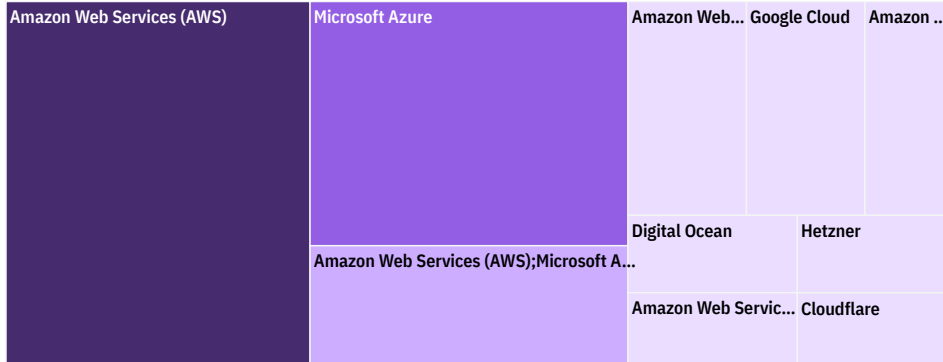 Amazon Web Services (AWS)
Microsoft Azure
Amazon Web...
Google Cloud
Amazon ...
Amazon Web Services (AWS);Microsoft A...
Digital Ocean
Hetzner
Amazon Web Servic...
Cloudflare